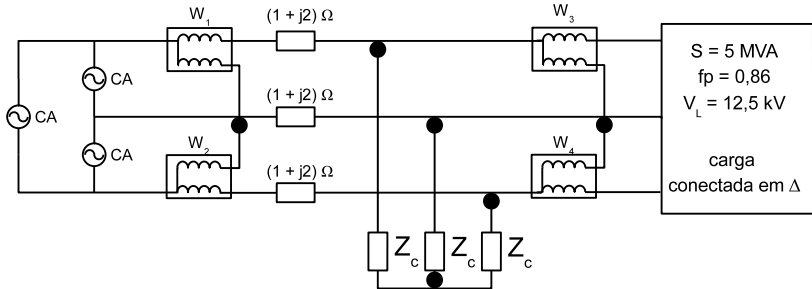 W1
(1 + j2) Ω
W3
CA
CA
CA
(1 + j2) Ω
W2
W4
(1 + j2) Ω
Zc
Zc
Zc
S = 5 MVA
fp = 0,86
VL = 12,5 kV
carga
conectada em Δ